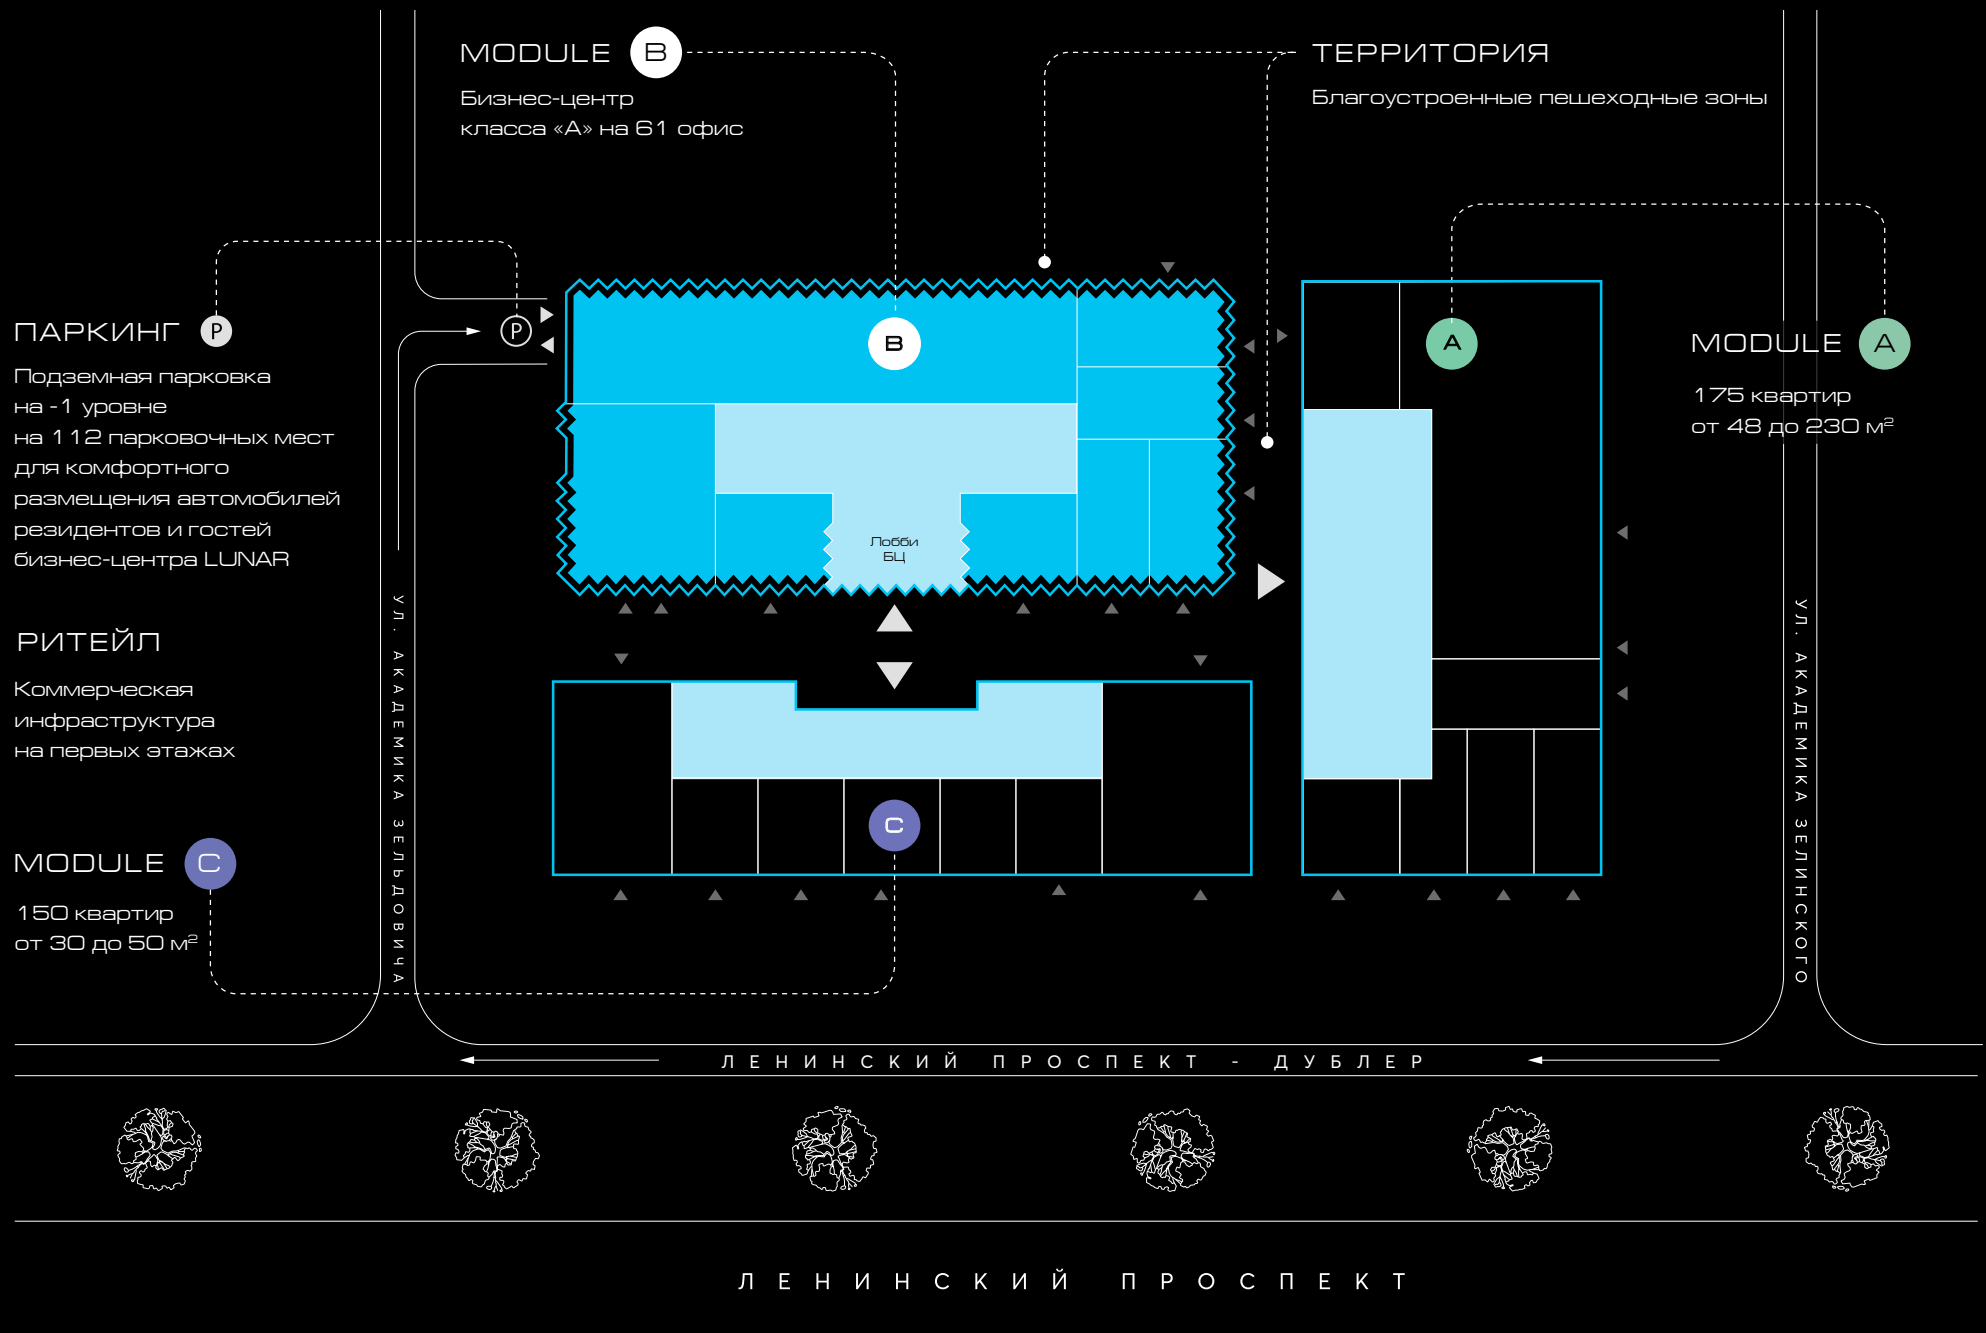 MODULE B
Бизнес-центр
класса «А» на 61 офис
ТЕРРИТОРИЯ
Благоустроенные пешеходные зоны
ПАРКИНГ P
Подземная парковка
на -1 уровне
на 112 парковочных мест
для комфортного
размещения автомобилей
резидентов и гостей
бизнес-центра LUNAR
P
B
A
MODULE A
175 квартир
от 48 до 230 м²
Лобби
БЦ
РИТЕЙЛ
Коммерческая
инфраструктура
на первых этажах
C
MODULE C
150 квартир
от 30 до 50 м²
УЛ. АКАДЕМИКА ЗЕЛЬДОВИЧА
УЛ. АКАДЕМИКА ЗЕЛИНСКОГО
ЛЕНИНСКИЙ ПРОСПЕКТ - ДУБЛЕР
ЛЕНИНСКИЙ ПРОСПЕКТ